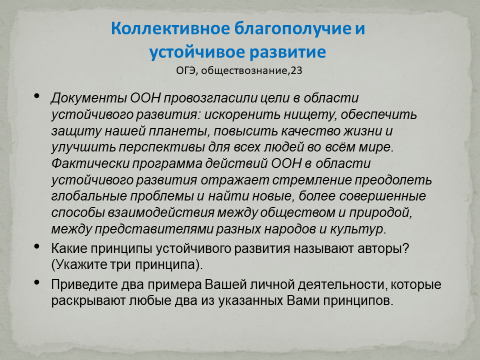 Коллективное благополучие и
устойчивое развитие
ОГЭ, обществознание,23
• Документы ООН провозгласили цели в области
устойчивого развития: искоренить нищету, обеспечить
защиту нашей планеты, повысить качество жизни и
улучшить перспективы для всех людей во всём мире.
Фактически программа действий ООН в области
устойчивого развития отражает стремление преодолеть
глобальные проблемы и найти новые, более совершенные
способы взаимодействия между обществом и природой,
между представителями разных народов и культур.
• Какие принципы устойчивого развития называют авторы?
(Укажите три принципа).
• Приведите два примера Вашей личной деятельности, которые
раскрывают любые два из указанных Вами принципов.